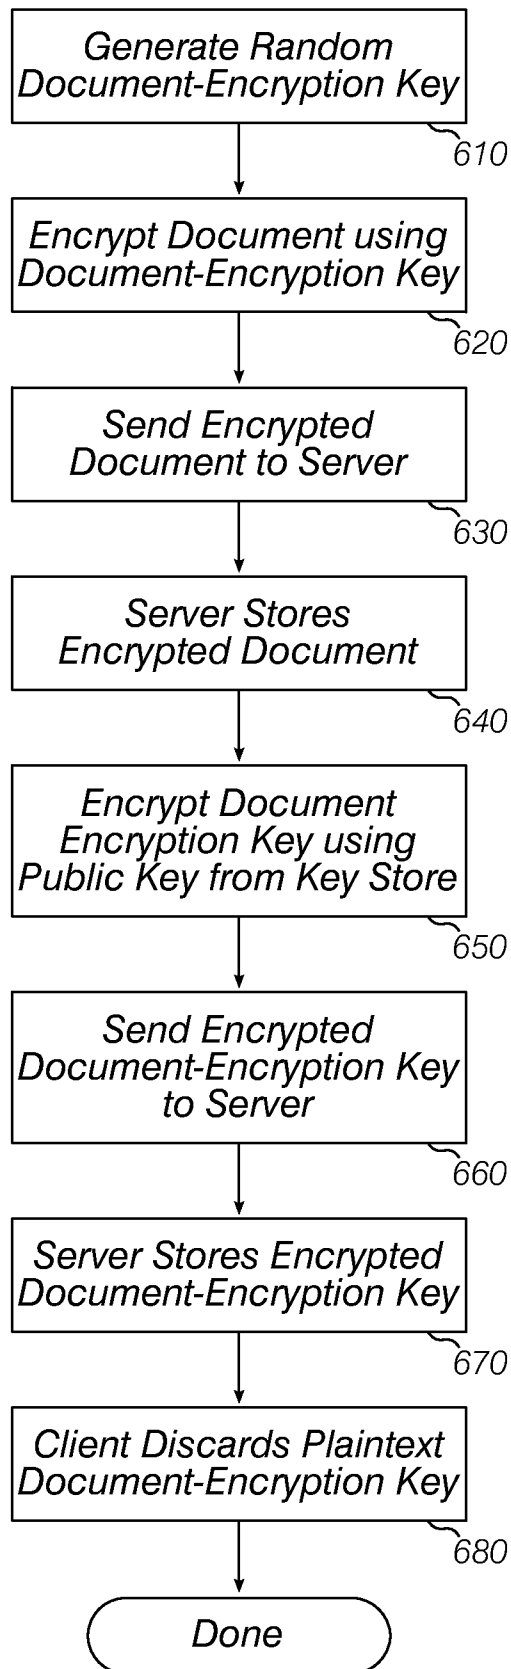 Generate Random
Document-Encryption Key
610
Encrypt Document using
Document-Encryption Key
620
Send Encrypted
Document to Server
630
Server Stores
Encrypted Document
640
Encrypt Document
Encryption Key using
Public Key from Key Store
650
Send Encrypted
Document-Encryption Key
to Server
660
Server Stores Encrypted
Document-Encryption Key
670
Client Discards Plaintext
Document-Encryption Key
680
Done